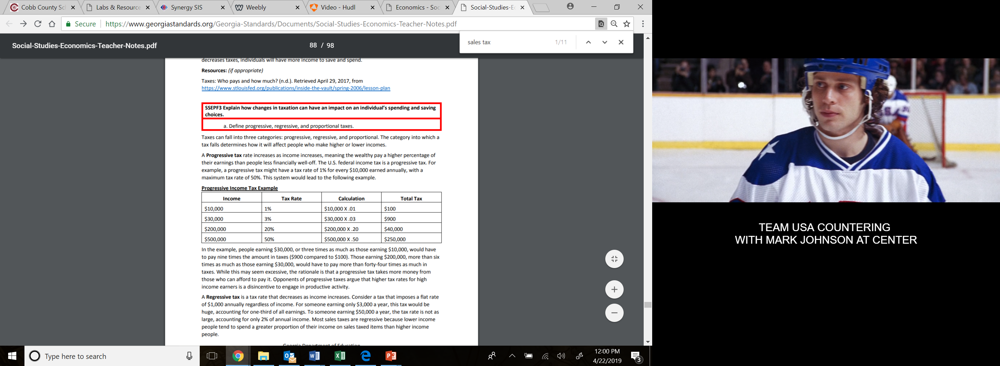 Cobb County Sc
Labs & Resource
Synergy SIS
Weebly
Video - Hudl
Economics - Soc
Social-Studies-E
Secure
https://www.georgiastandards.org/Georgia-Standards/Documents/Social-Studies-Economics-Teacher-Notes.pdf
sales tax
1/11
Social-Studies-Economics-Teacher-Notes.pdf
88 / 98
decreases taxes, individuals will have more income to save and spend.
Resources: (if appropriate)
Taxes: Who pays and how much? (n.d.). Retrieved April 29, 2017, from
https://www.stlouisfed.org/publications/inside-the-vault/spring-2006/lesson-plan
SSEPF3 Explain how changes in taxation can have an impact on an individual's spending and saving
choices.
a. Define progressive, regressive, and proportional taxes.
Taxes can fall into three categories: progressive, regressive, and proportional. The category into which a
tax falls determines how it will affect people who make higher or lower incomes.
A Progressive tax rate increases as income increases, meaning the wealthy pay a higher percentage of
their earnings than people less financially well-off. The U.S. federal income tax is a progressive tax. For
example, a progressive tax might have a tax rate of 1% for every $10,000 earned annually, with a
maximum tax rate of 50%. This system would lead to the following example.
Progressive Income Tax Example
Income Tax Rate Calculation Total Tax
$10,000 1% $10,000 X .01 $100
$30,000 3% $30,000 X .03 $900
$200,000 20% $200,000 X .20 $40,000
$500,000 50% $500,000 X .50 $250,000
In the example, people earning $30,000, or three times as much as those earning $10,000, would have
to pay nine times the amount in taxes ($900 compared to $100). Those earning $200,000, more than six
times as much as those earning $30,000, would have to pay more than forty-four times as much in
taxes. While this may seem excessive, the rationale is that a progressive tax takes more money from
those who can afford to pay it. Opponents of progressive taxes argue that higher tax rates for high
income earners is a disincentive to engage in productive activity.
A Regressive tax is a tax rate that decreases as income increases. Consider a tax that imposes a flat rate
of $1,000 annually regardless of income. For someone earning only $3,000 a year, this tax would be
huge, accounting for one-third of all earnings. To someone earning $50,000 a year, the tax rate is not as
large, accounting for only 2% of annual income. Most sales taxes are regressive because lower income
people tend to spend a greater proportion of their income on sales taxed items than higher income
people.
Georgia Department of Education
Type here to search
12:00 PM
4/22/2019
3
TEAM USA COUNTERING
WITH MARK JOHNSON AT CENTER